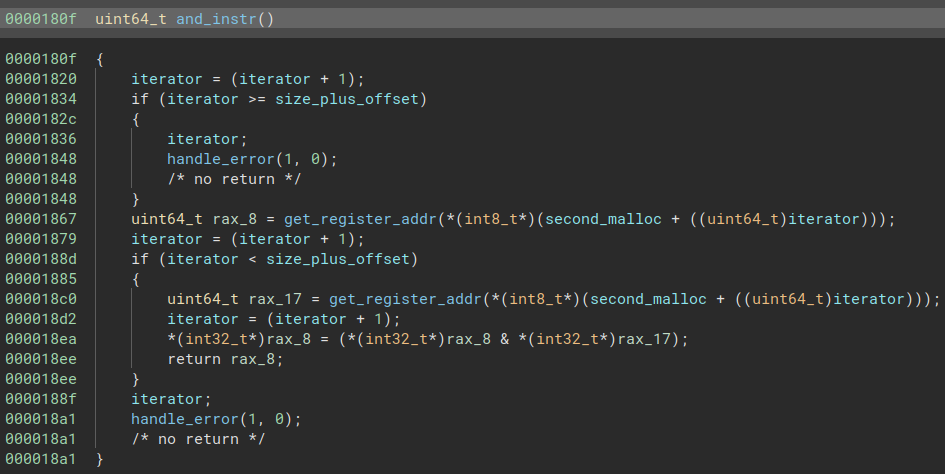 0000180f  uint64_t and_instr()
0000180f  {
00001820      iterator = (iterator + 1);
00001834      if (iterator >= size_plus_offset)
0000182c      {
00001836          iterator;
00001848          handle_error(1, 0);
00001848          /* no return */
00001848      }
00001867      uint64_t rax_8 = get_register_addr(*(int8_t*)(second_malloc + ((uint64_t)iterator)));
00001879      iterator = (iterator + 1);
0000188d      if (iterator < size_plus_offset)
00001885      {
000018c0          uint64_t rax_17 = get_register_addr(*(int8_t*)(second_malloc + ((uint64_t)iterator)));
000018d2          iterator = (iterator + 1);
000018ea          *(int32_t*)rax_8 = (*(int32_t*)rax_8 & *(int32_t*)rax_17);
000018ee          return rax_8;
000018ee      }
0000188f      iterator;
000018a1      handle_error(1, 0);
000018a1      /* no return */
000018a1  }